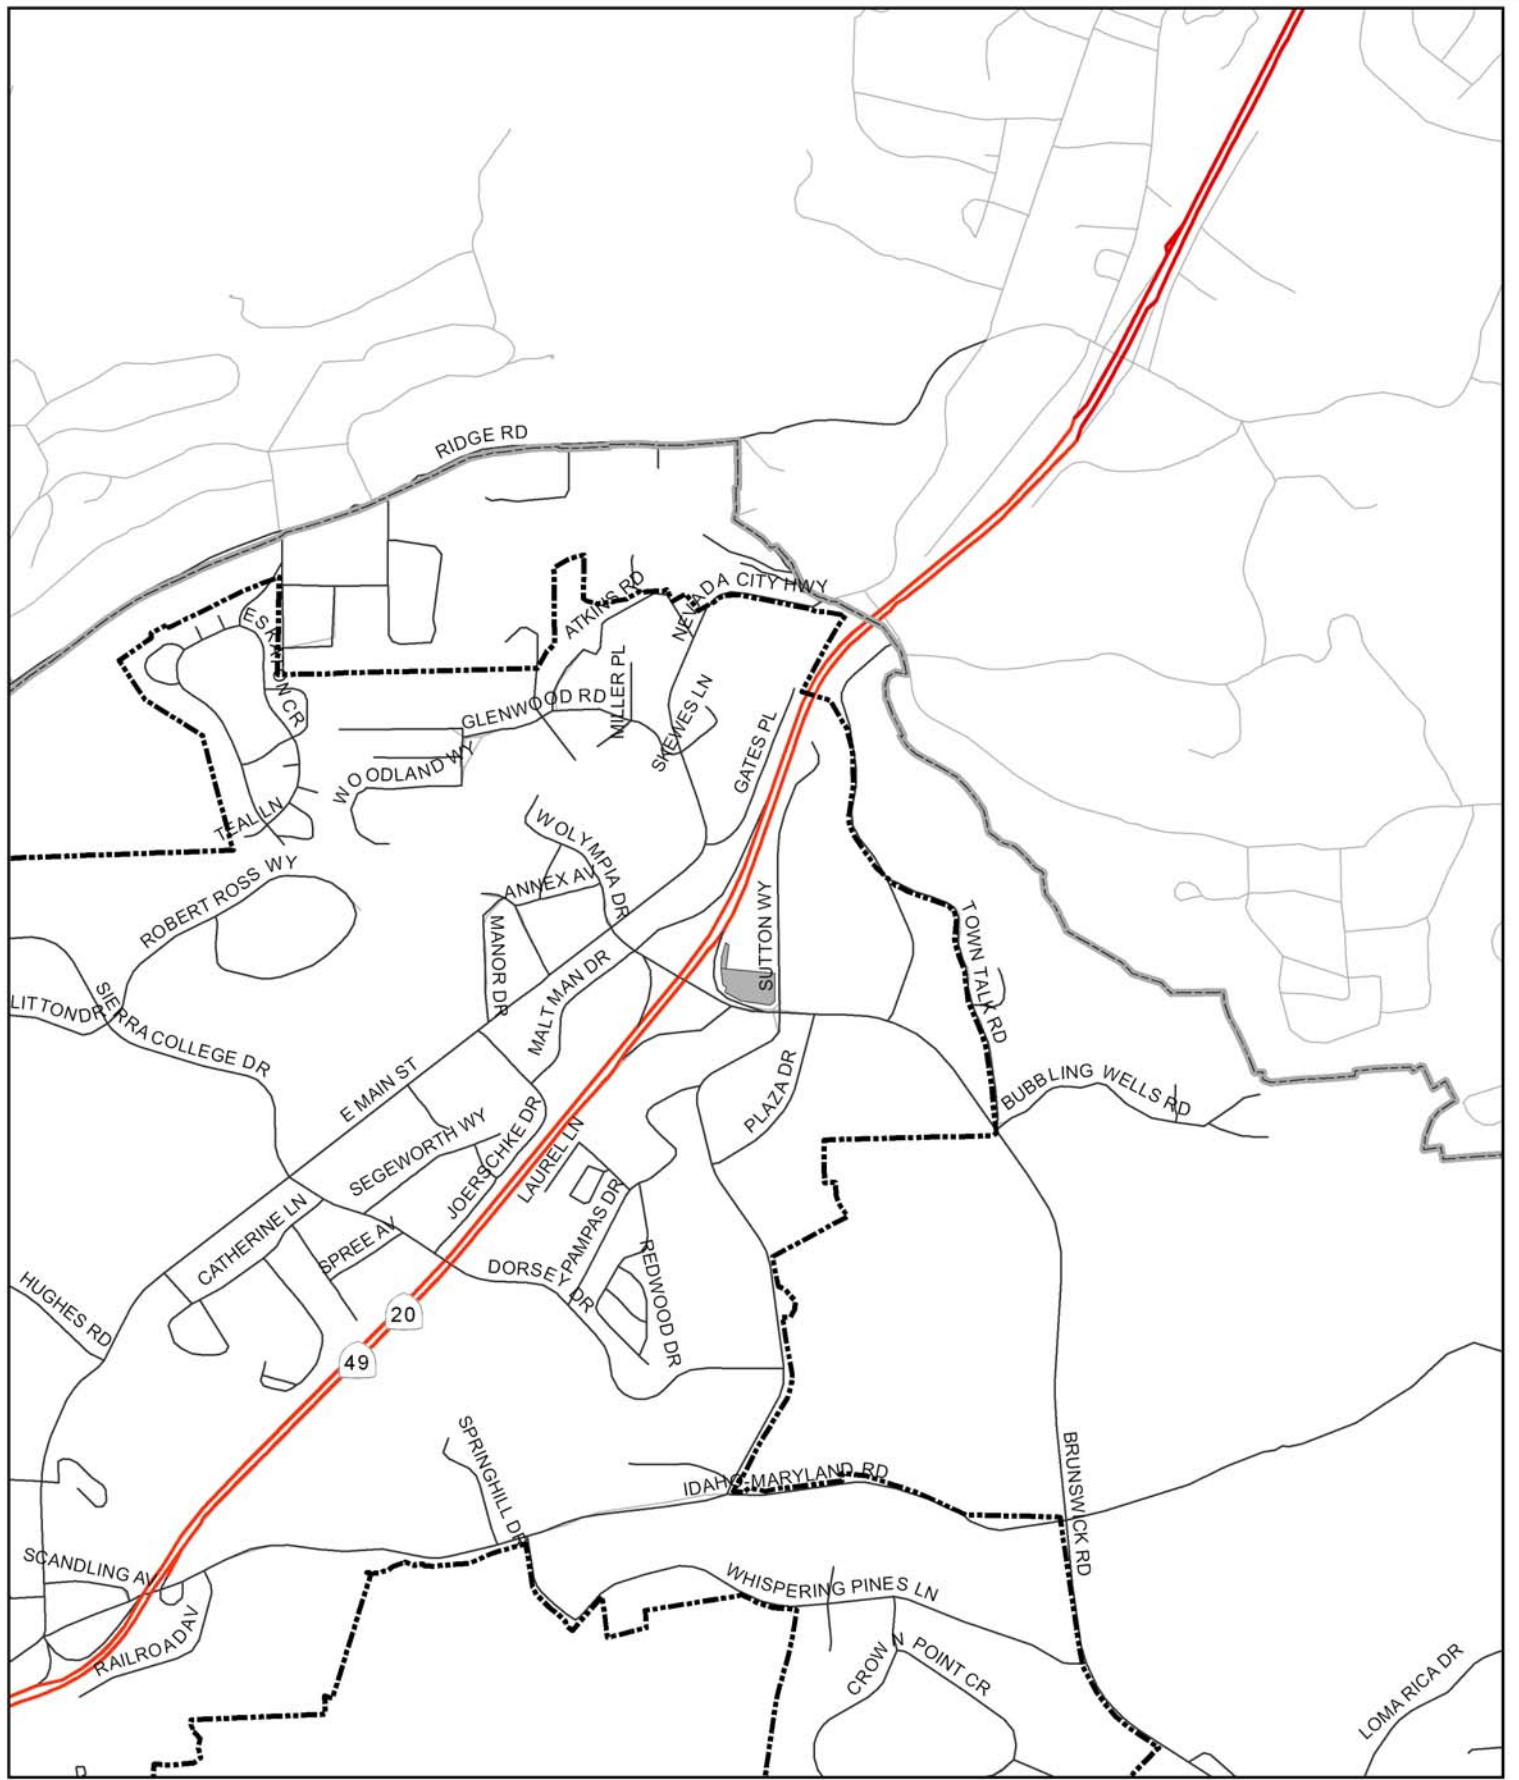 RIDGE RD
NEVADA CITY HWY
ATKINS RD
MILLER PL
GLENWOOD RD
SKEWES LN
GATES PL
WOODLAND WY
TEAL LN
W OLYMPIA DR
ROBERT ROSS WY
ANNEX AV
SUTTON WY
TOWN TALK RD
MANOR DR
MALTMAN DR
LITTON DR
SIERRA COLLEGE DR
E MAIN ST
PLAZA DR
BUBBLING WELLS RD
SEGEWORTH WY
JOERSCHKE DR
LAUREL LN
CATHERINE LN
SPREE AV
PAMPAS DR
REDWOOD DR
DORSEY DR
HUGHES RD
20
49
SPRINGHILL DR
IDAHO-MARYLAND RD
BRUNSWICK RD
SCANDLING AV
WHISPERING PINES LN
RAILROAD AV
CROWN POINT CR
LOMA RICA DR